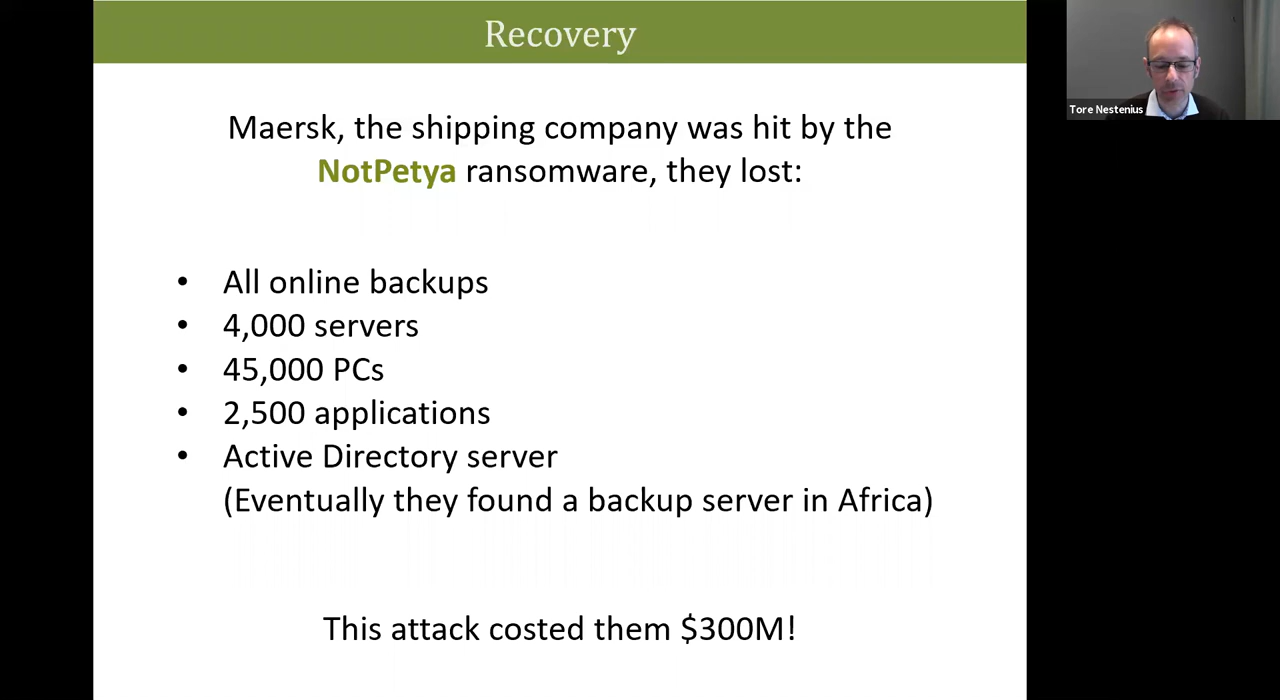 Recovery
Maersk, the shipping company was hit by the
NotPetya ransomware, they lost:
• All online backups
• 4,000 servers
• 45,000 PCs
• 2,500 applications
• Active Directory server
(Eventually they found a backup server in Africa)
This attack costed them $300M!
Tore Nestenius